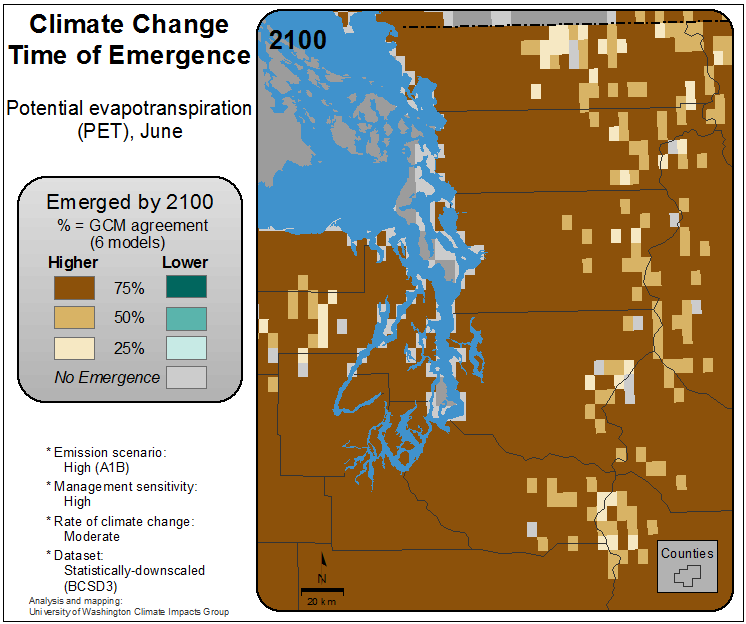 Climate Change
Time of Emergence
Potential evapotranspiration
(PET), June
Emerged by 2100
% = GCM agreement
(6 models)
Higher Lower
75%
50%
25%
No Emergence
* Emission scenario:
High (A1B)
* Management sensitivity:
High
* Rate of climate change:
Moderate
* Dataset:
Statistically-downscaled
(BCSD3)
Analysis and mapping:
University of Washington Climate Impacts Group
2100
N
20 km
Counties